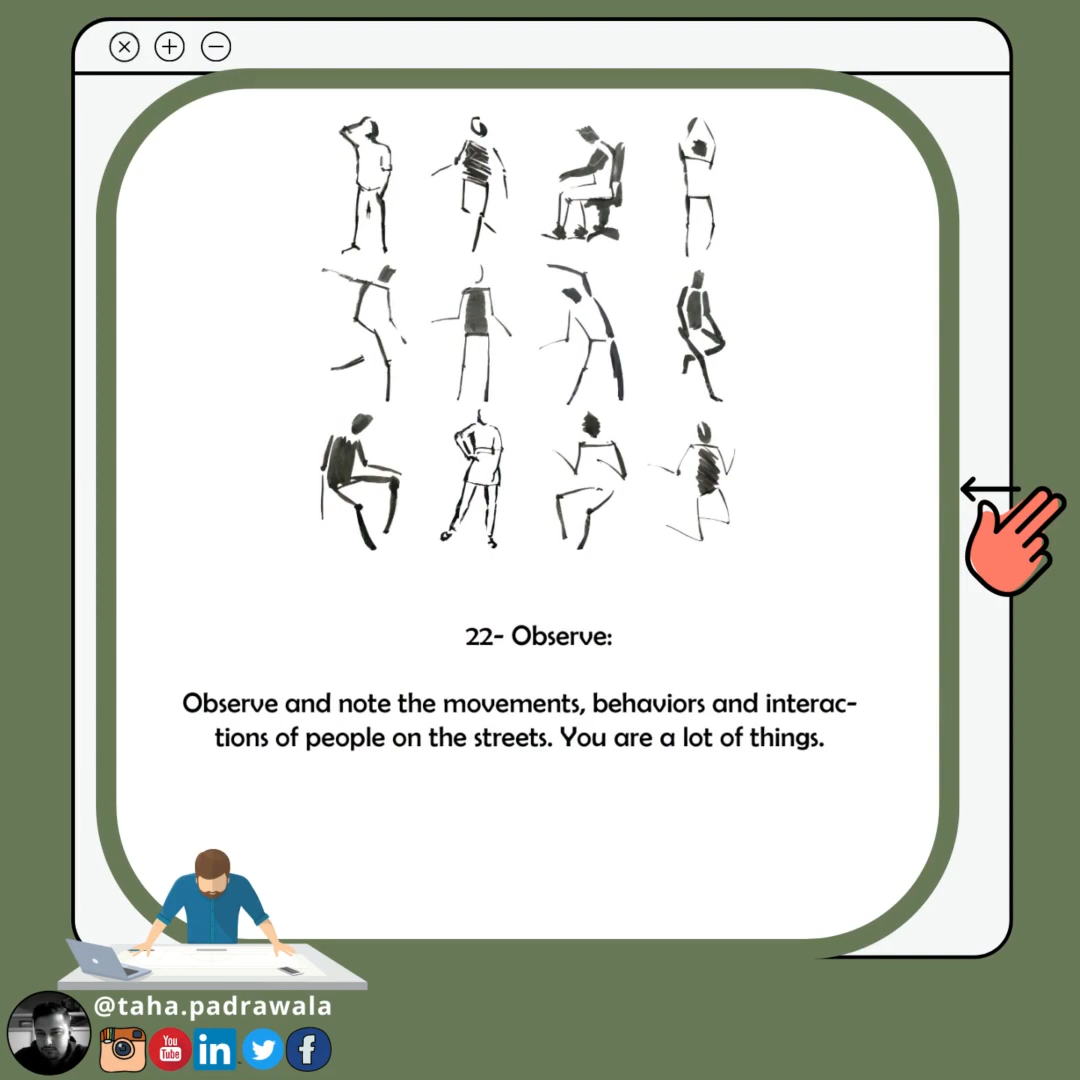 22- Observe:
Observe and note the movements, behaviors and interac-
tions of people on the streets. You are a lot of things.
@taha.padrawala
You
Tube
in
f